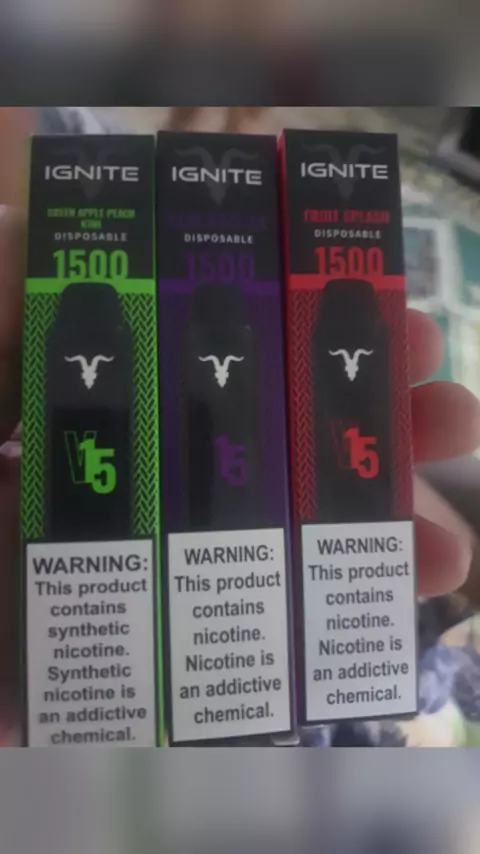 IGNITE
GREEN APPLE PEACH
KIWI
DISPOSABLE
1500
V15
WARNING:
This product
contains
synthetic
nicotine.
Synthetic
nicotine is
an addictive
chemical.
IGNITE
DISPOSABLE
1500
15
WARNING:
This product
contains
nicotine.
Nicotine is
an addictive
chemical.
IGNITE
FRUIT SPLASH
DISPOSABLE
1500
V15
WARNING:
This product
contains
nicotine.
Nicotine is
an addictive
chemical.